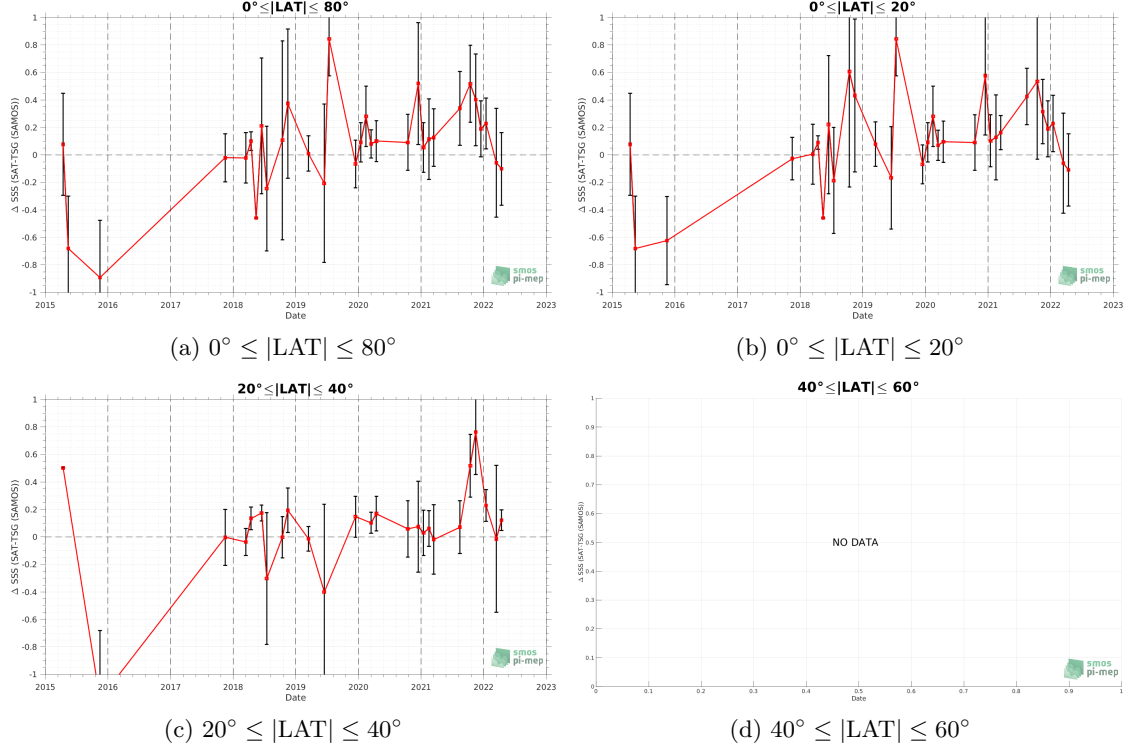 0°≤|LAT|≤ 80°
1
0.8
0.6
0.4
0.2
0
-0.2
-0.4
-0.6
-0.8
-1
Δ SSS (SAT-TSG (SAMOS))
2015 2016 2017 2018 2019 2020 2021 2022 2023
Date
smos
pi-mep
(a) 0° ≤ |LAT| ≤ 80°
0°≤|LAT|≤ 20°
1
0.8
0.6
0.4
0.2
0
-0.2
-0.4
-0.6
-0.8
-1
Δ SSS (SAT-TSG (SAMOS))
2015 2016 2017 2018 2019 2020 2021 2022 2023
Date
smos
pi-mep
(b) 0° ≤ |LAT| ≤ 20°
20°≤|LAT|≤ 40°
1
0.8
0.6
0.4
0.2
0
-0.2
-0.4
-0.6
-0.8
-1
Δ SSS (SAT-TSG (SAMOS))
2015 2016 2017 2018 2019 2020 2021 2022 2023
Date
smos
pi-mep
(c) 20° ≤ |LAT| ≤ 40°
40°≤|LAT|≤ 60°
1
0.9
0.8
0.7
0.6
0.5
0.4
0.3
0.2
0.1
0
Δ SSS (SAT-TSG (SAMOS))
NO DATA
0 0.1 0.2 0.3 0.4 0.5 0.6 0.7 0.8 0.9 1
Date
smos
pi-mep
(d) 40° ≤ |LAT| ≤ 60°